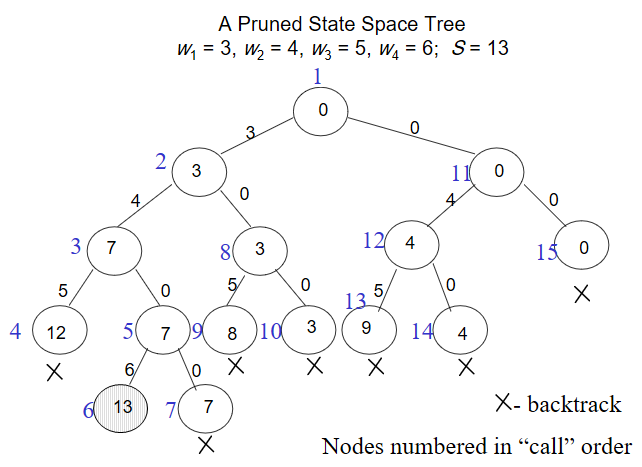 A Pruned State Space Tree
w₁ = 3, w₂ = 4, w₃ = 5, w₄ = 6;  S = 13
1
0
3 0
2 3 11 0
4 0 4 0
3 7 8 3 12 4 15 0
5 0 5 0 13 5 0
4 12 5 7 9 8 10 3 9 14 4
6 0
6 13 7 7
X- backtrack
Nodes numbered in “call” order